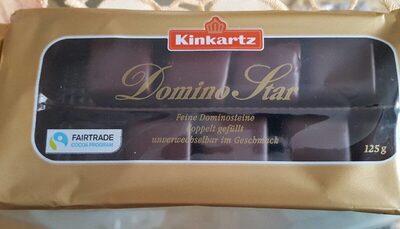 Kinkartz
Domino Star
Feine Dominosteine
doppelt gefüllt
unverwechselbar im Geschmack
FAIRTRADE
COCOA PROGRAM
125 g